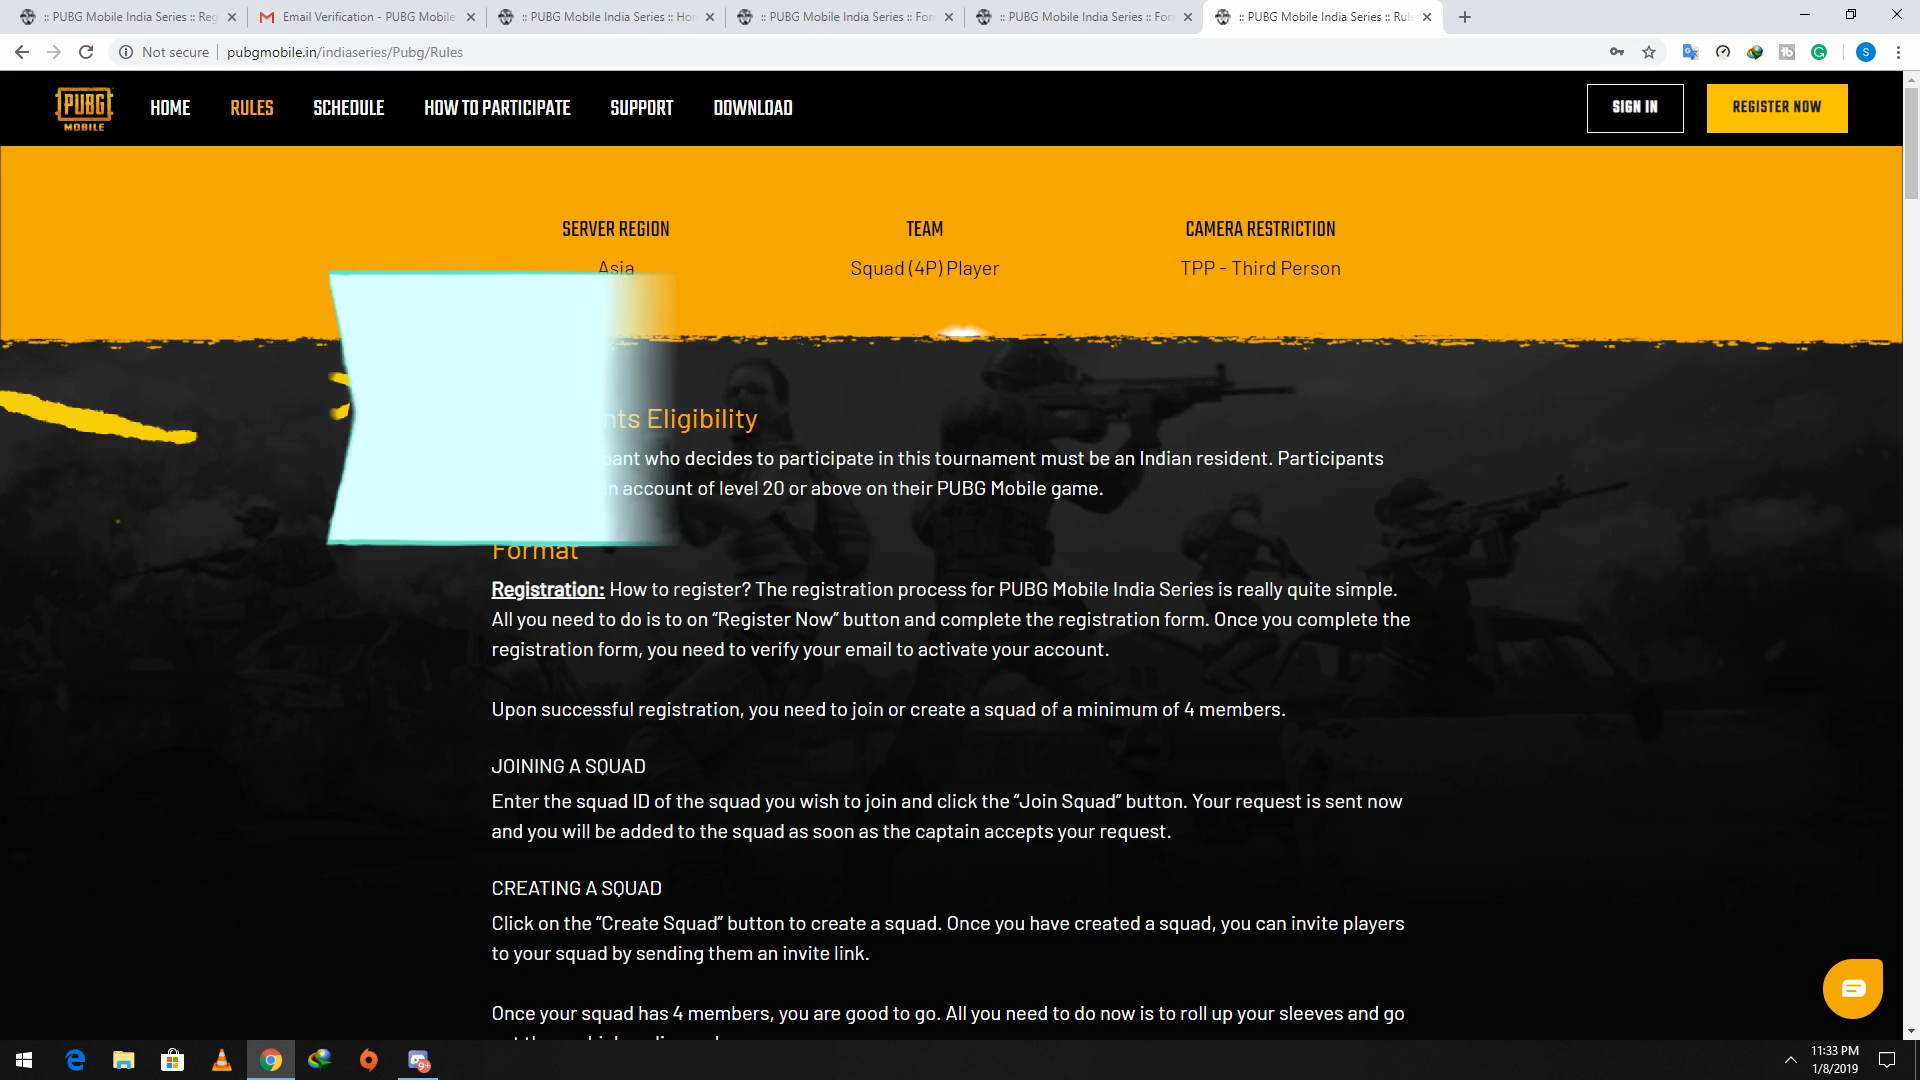 :: PUBG Mobile India Series :: Reg
Email Verification - PUBG Mobile
:: PUBG Mobile India Series :: Ho
:: PUBG Mobile India Series :: For
:: PUBG Mobile India Series :: For
:: PUBG Mobile India Series :: Rul
Not secure
pubgmobile.in/indiaseries/Pubg/Rules
S
PUBG
MOBILE
HOME
RULES
SCHEDULE
HOW TO PARTICIPATE
SUPPORT
DOWNLOAD
SIGN IN
REGISTER NOW
SERVER REGION
TEAM
CAMERA RESTRICTION
Asia
Squad (4P) Player
TPP - Third Person
nts Eligibility
pant who decides to participate in this tournament must be an Indian resident. Participants
n account of level 20 or above on their PUBG Mobile game.
Format
Registration: How to register? The registration process for PUBG Mobile India Series is really quite simple.
All you need to do is to on “Register Now” button and complete the registration form. Once you complete the
registration form, you need to verify your email to activate your account.
Upon successful registration, you need to join or create a squad of a minimum of 4 members.
JOINING A SQUAD
Enter the squad ID of the squad you wish to join and click the “Join Squad” button. Your request is sent now
and you will be added to the squad as soon as the captain accepts your request.
CREATING A SQUAD
Click on the “Create Squad” button to create a squad. Once you have created a squad, you can invite players
to your squad by sending them an invite link.
Once your squad has 4 members, you are good to go. All you need to do now is to roll up your sleeves and go
9+
11:33 PM
1/8/2019